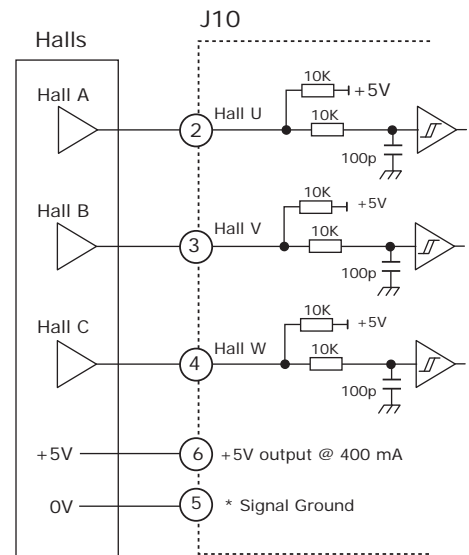 J10
Halls
10K
+5V
Hall A
2
Hall U
10K
100p
10K
+5V
Hall B
3
Hall V
10K
100p
10K
+5V
Hall C
4
Hall W
10K
100p
+5V
6
+5V output @ 400 mA
0V
5
* Signal Ground